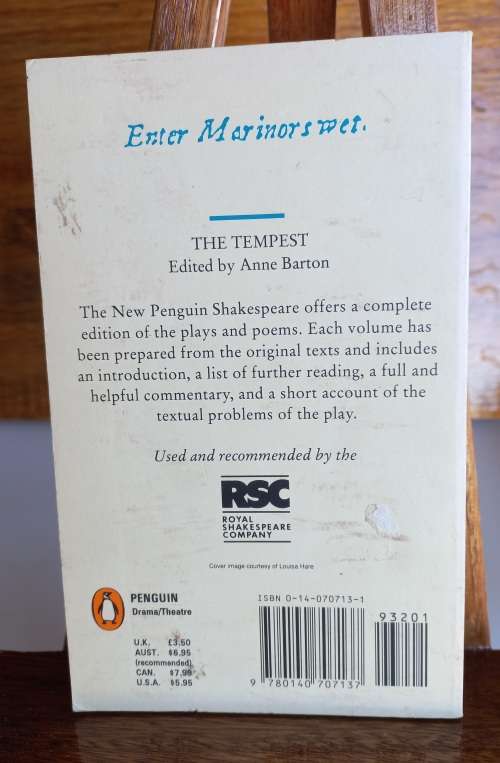 Enter Marinors wet.
THE TEMPEST
Edited by Anne Barton
The New Penguin Shakespeare offers a complete
edition of the plays and poems. Each volume has
been prepared from the original texts and includes
an introduction, a list of further reading, a full and
helpful commentary, and a short account of the
textual problems of the play.
Used and recommended by the
RSC
ROYAL
SHAKESPEARE
COMPANY
Cover image courtesy of Louisa Hare
PENGUIN
Drama/Theatre
U.K. £3.50
AUST. $6.95
(recommended)
CAN. $7.99
U.S.A. $5.95
ISBN 0-14-070713-1
93201
9 780140 707137